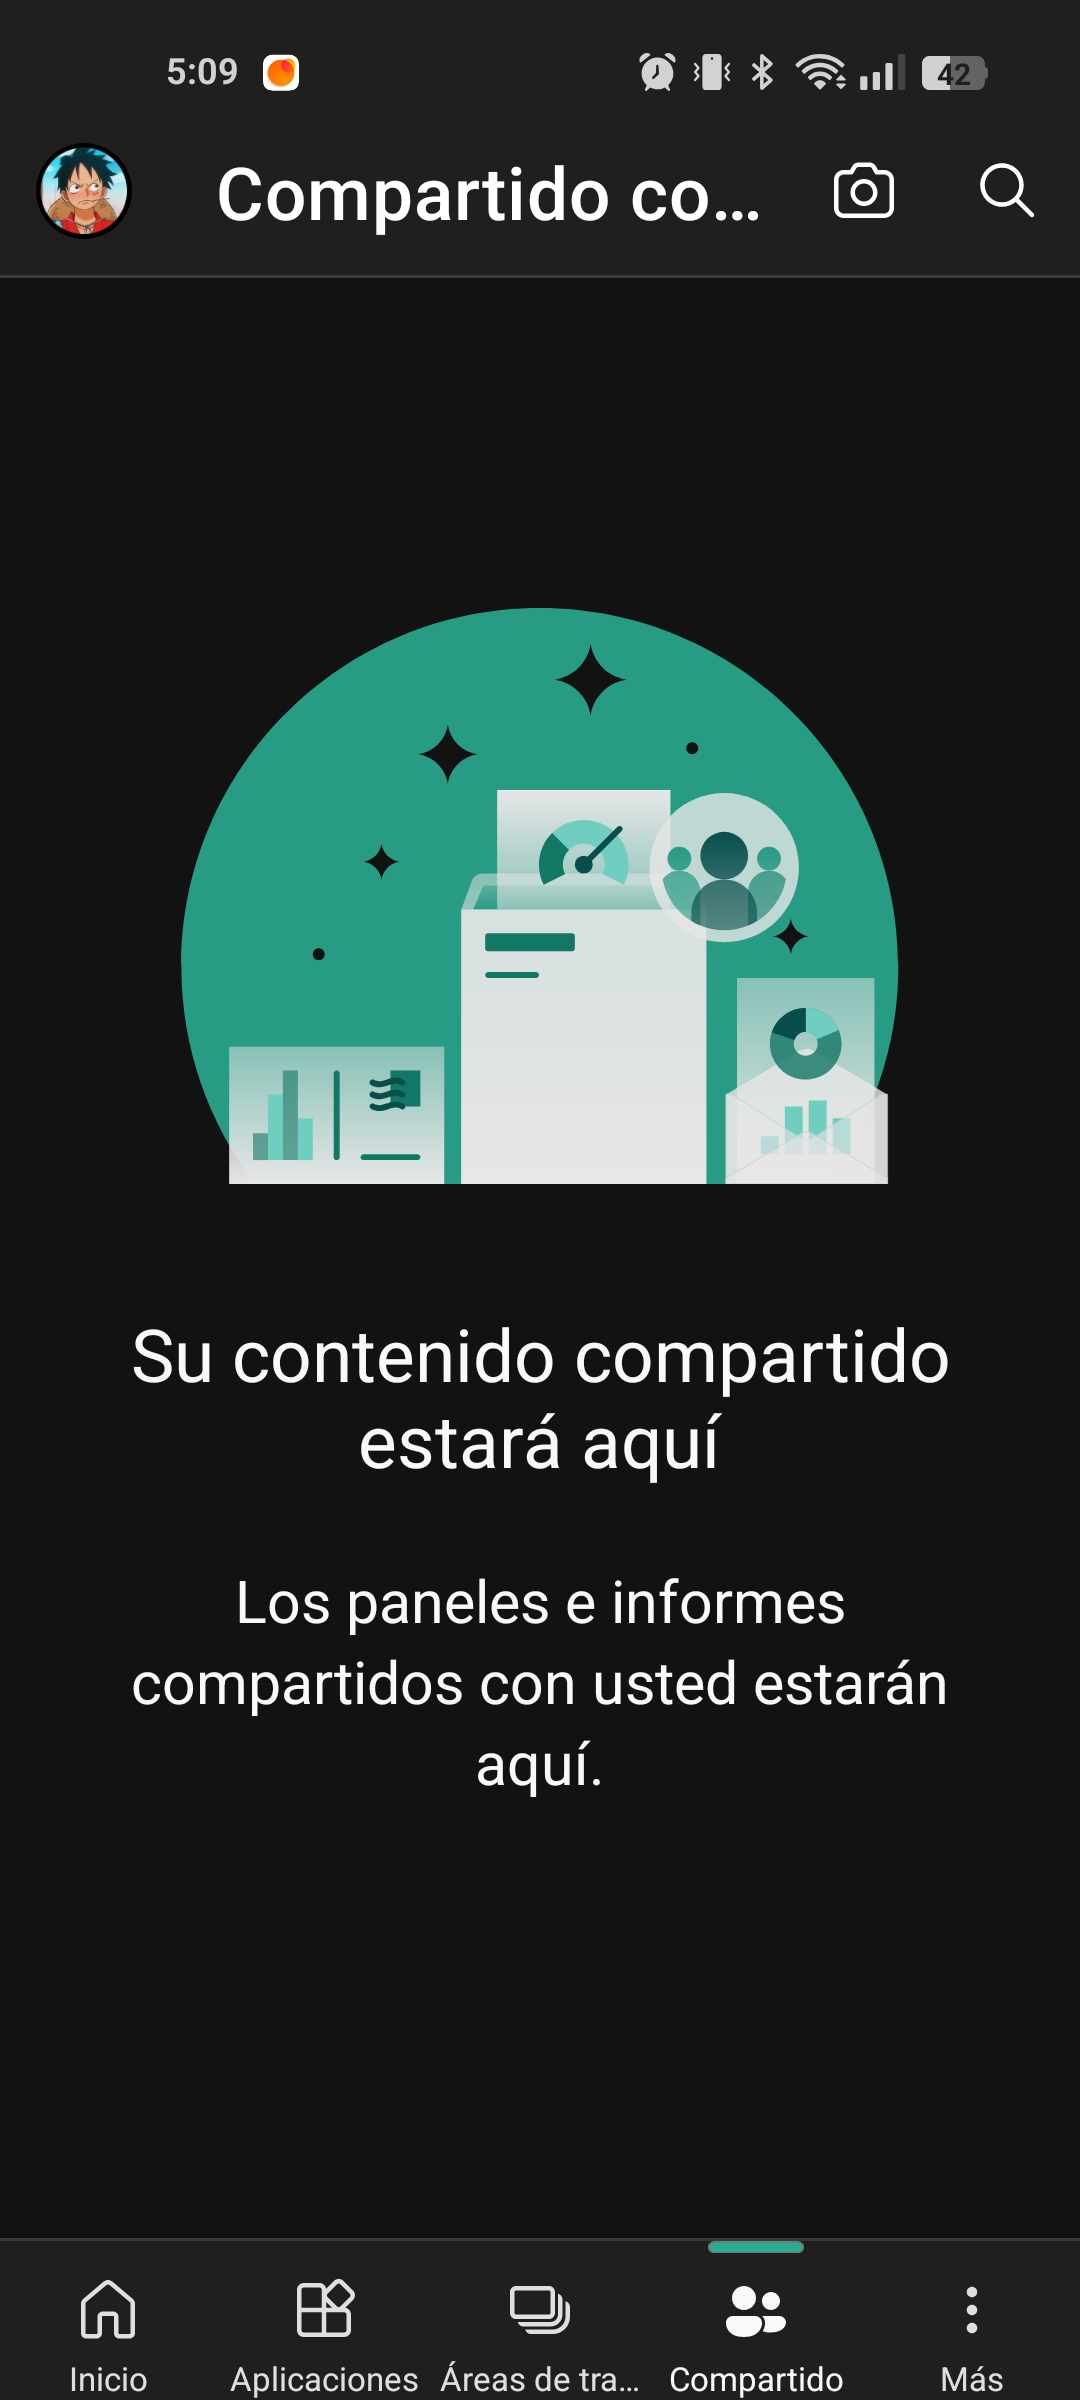 5:09
42
Compartido co...
Su contenido compartido
estará aquí
Los paneles e informes
compartidos con usted estarán
aquí.
Inicio
Aplicaciones
Áreas de tra...
Compartido
Más